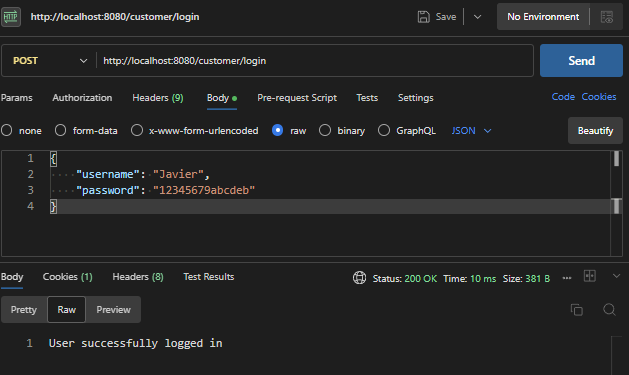 HTTP http://localhost:8080/customer/login Save No Environment
POST http://localhost:8080/customer/login Send
Params Authorization Headers (9) Body Pre-request Script Tests Settings Code Cookies
none form-data x-www-form-urlencoded raw binary GraphQL JSON Beautify
1 {
2 "username": "Javier",
3 "password": "12345679abcdeb"
4 }
Body Cookies (1) Headers (8) Test Results Status: 200 OK Time: 10 ms Size: 381 B
Pretty Raw Preview
1 User successfully logged in